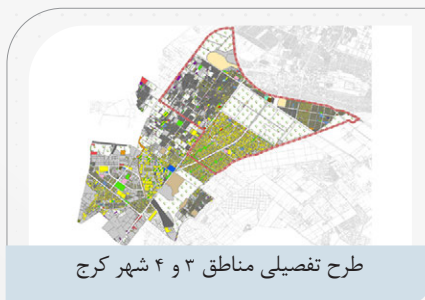 طرح تفصیلی مناطق ۳ و ۴ شهر کرج